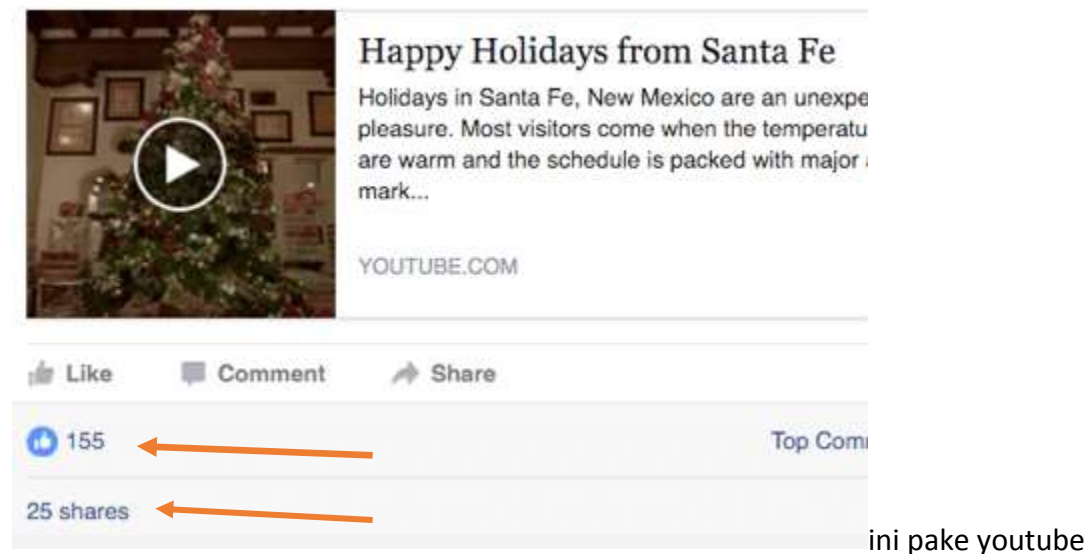 Happy Holidays from Santa Fe
Holidays in Santa Fe, New Mexico are an unexpe
pleasure. Most visitors come when the temperatu
are warm and the schedule is packed with major
mark...
YOUTUBE.COM
Like Comment Share
155
Top Com
25 shares
ini pake youtube